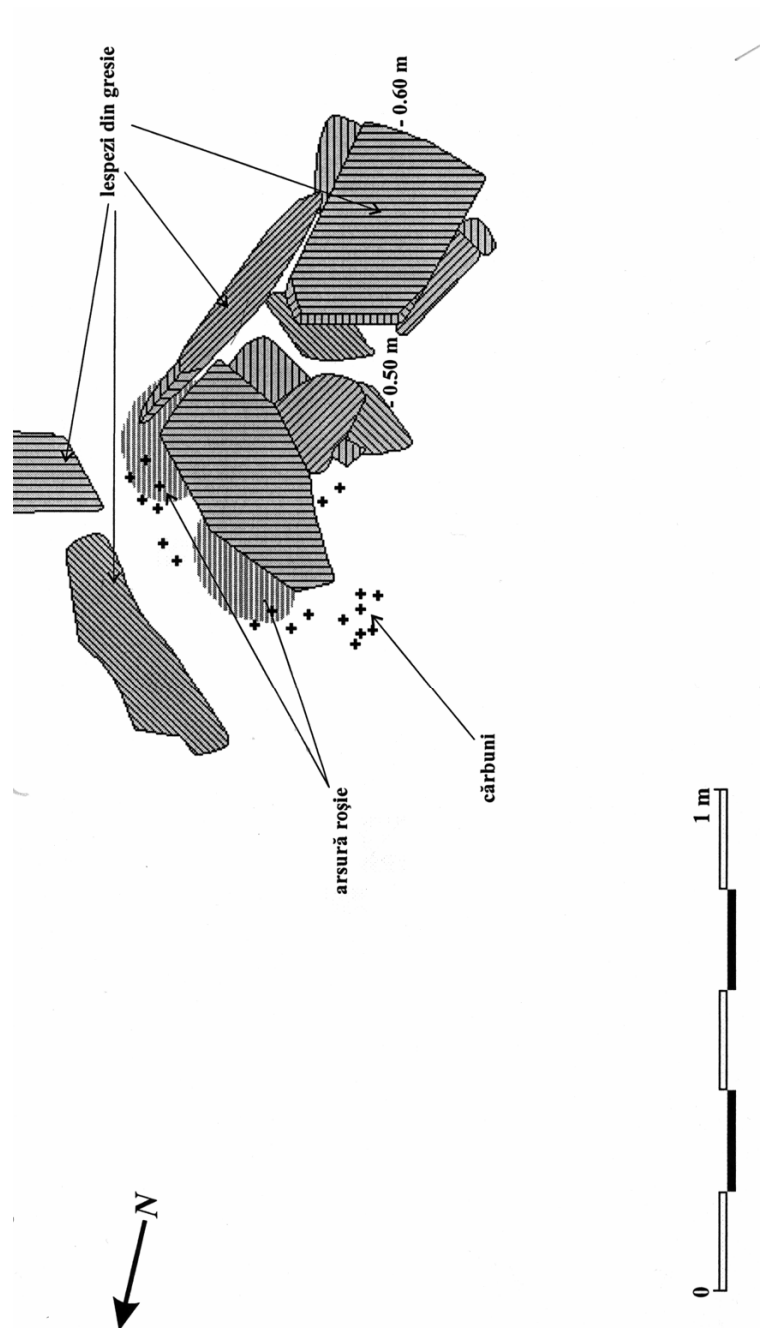 lespezi din gresie
- 0.60 m
- 0.50 m
arsură roșie
cărbuni
N
0
1 m